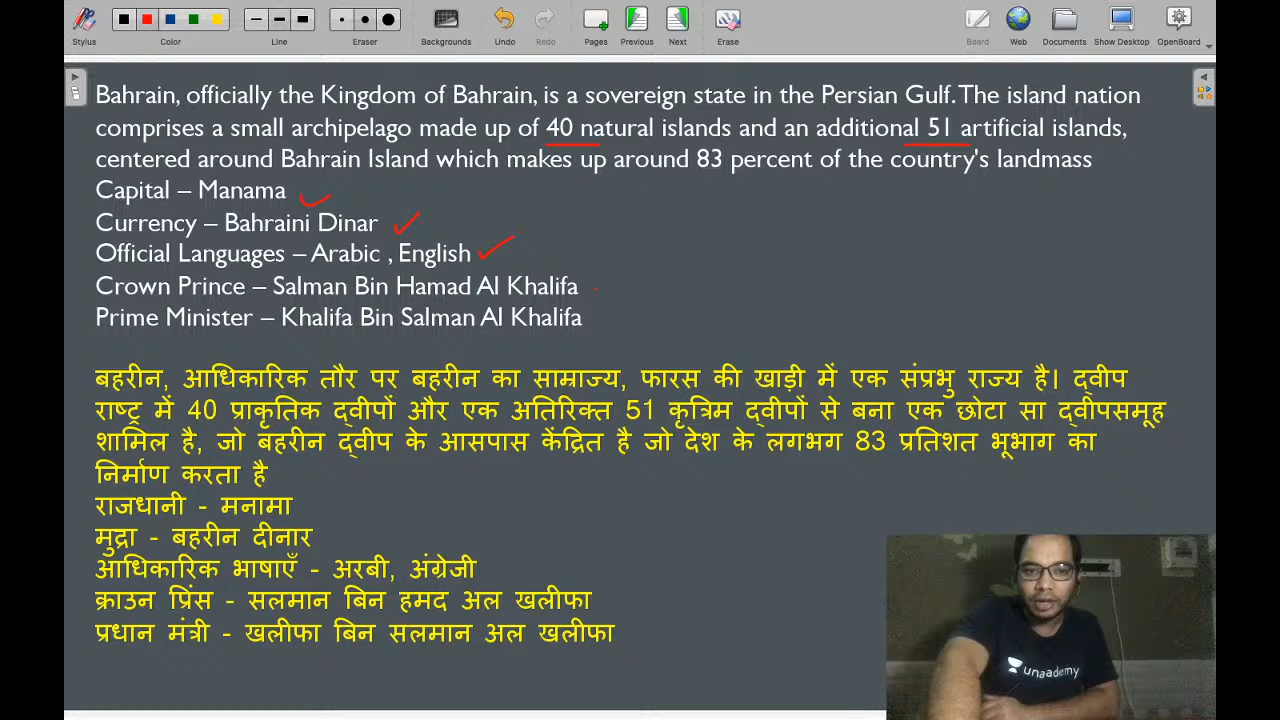 Stylus
Color
Line
Eraser
Backgrounds
Undo
Redo
Pages
Previous
Next
Erase
Board
Web
Documents
Show Desktop
OpenBoard
Bahrain, officially the Kingdom of Bahrain, is a sovereign state in the Persian Gulf. The island nation
comprises a small archipelago made up of 40 natural islands and an additional 51 artificial islands,
centered around Bahrain Island which makes up around 83 percent of the country's landmass
Capital – Manama
Currency – Bahraini Dinar
Official Languages – Arabic , English
Crown Prince – Salman Bin Hamad Al Khalifa
Prime Minister – Khalifa Bin Salman Al Khalifa
बहरीन, आधिकारिक तौर पर बहरीन का साम्राज्य, फारस की खाड़ी में एक संप्रभु राज्य है। द्वीप
राष्ट्र में 40 प्राकृतिक द्वीपों और एक अतिरिक्त 51 कृत्रिम द्वीपों से बना एक छोटा सा द्वीपसमूह
शामिल है, जो बहरीन द्वीप के आसपास केंद्रित है जो देश के लगभग 83 प्रतिशत भूभाग का
निर्माण करता है
राजधानी - मनामा
मुद्रा - बहरीन दीनार
आधिकारिक भाषाएँ - अरबी, अंग्रेजी
क्राउन प्रिंस - सलमान बिन हमद अल खलीफा
प्रधान मंत्री - खलीफा बिन सलमान अल खलीफा
unaademy